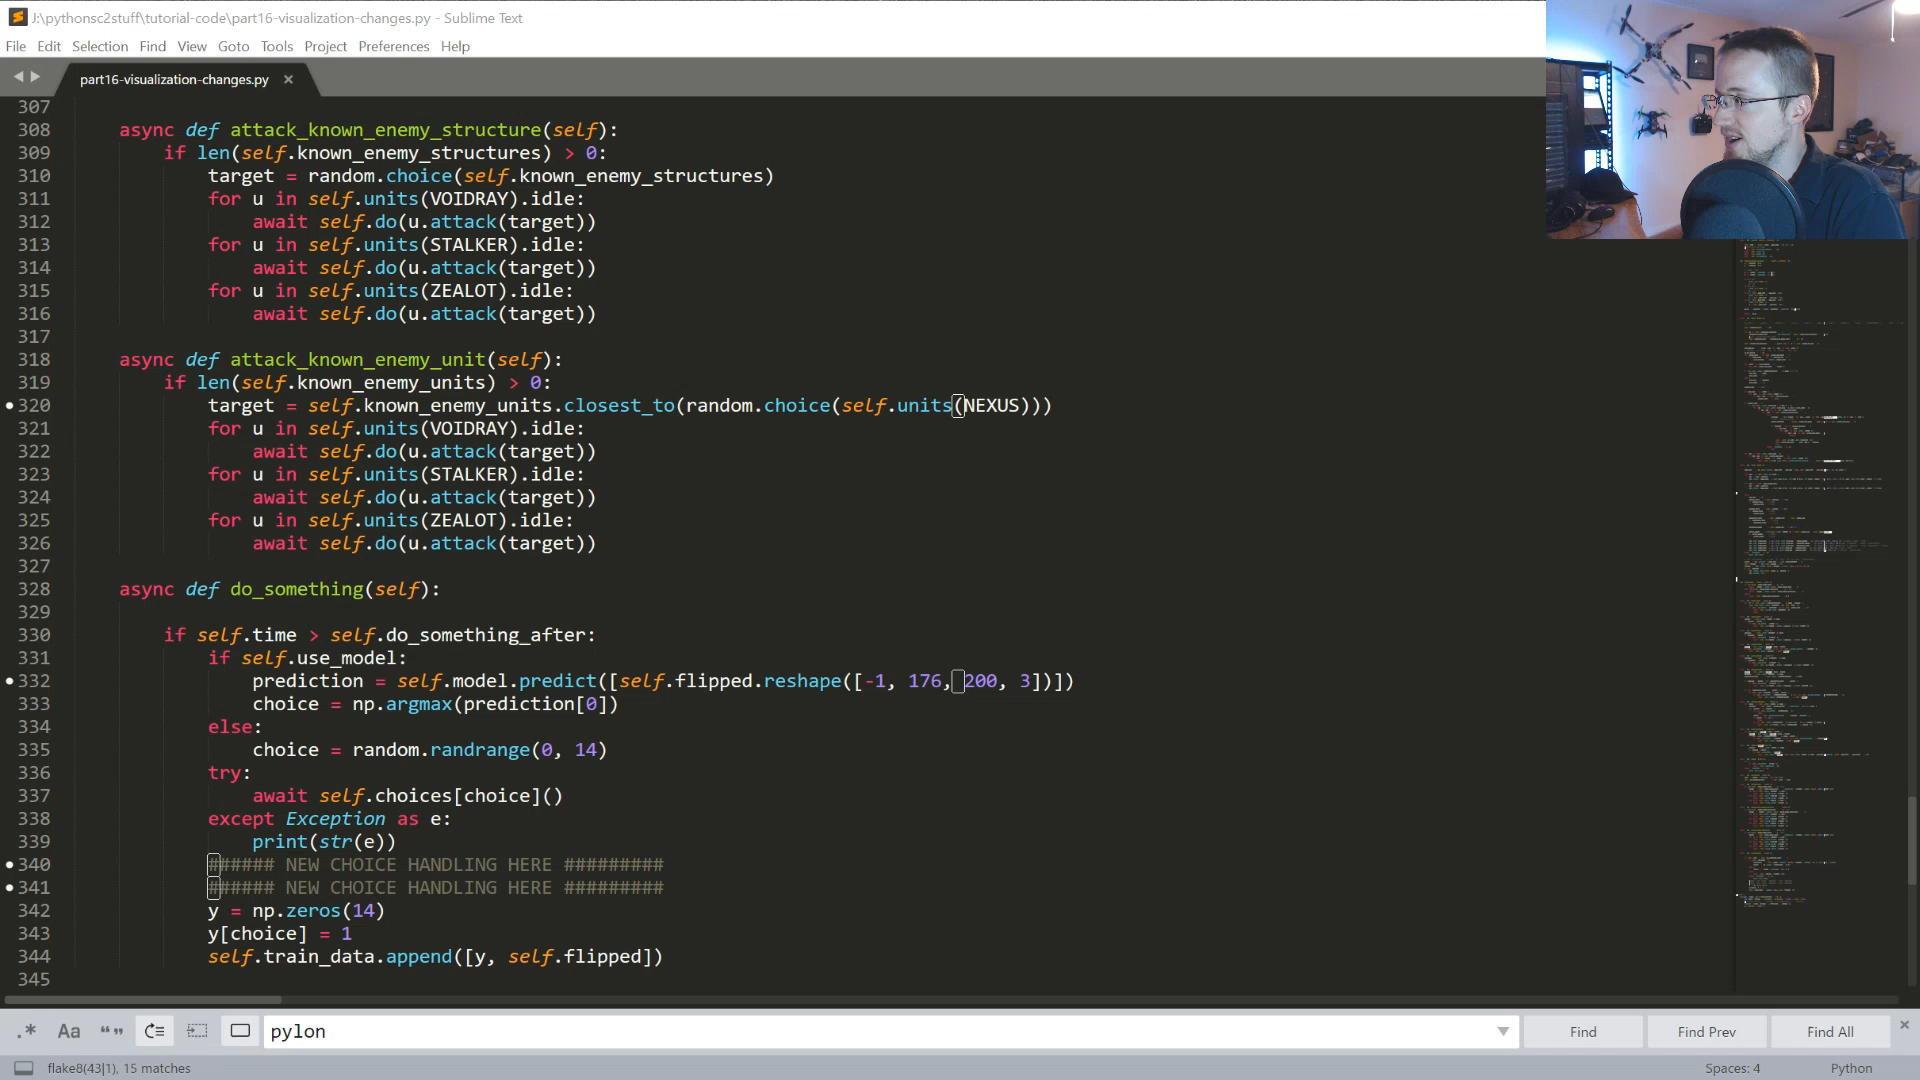 J:\pythonsc2stuff\tutorial-code\part16-visualization-changes.py - Sublime Text
File Edit Selection Find View Goto Tools Project Preferences Help
part16-visualization-changes.py ×
307
308 async def attack_known_enemy_structure(self):
309 if len(self.known_enemy_structures) > 0:
310 target = random.choice(self.known_enemy_structures)
311 for u in self.units(VOIDRAY).idle:
312 await self.do(u.attack(target))
313 for u in self.units(STALKER).idle:
314 await self.do(u.attack(target))
315 for u in self.units(ZEALOT).idle:
316 await self.do(u.attack(target))
317
318 async def attack_known_enemy_unit(self):
319 if len(self.known_enemy_units) > 0:
320 target = self.known_enemy_units.closest_to(random.choice(self.units(NEXUS)))
321 for u in self.units(VOIDRAY).idle:
322 await self.do(u.attack(target))
323 for u in self.units(STALKER).idle:
324 await self.do(u.attack(target))
325 for u in self.units(ZEALOT).idle:
326 await self.do(u.attack(target))
327
328 async def do_something(self):
329
330 if self.time > self.do_something_after:
331 if self.use_model:
332 prediction = self.model.predict([self.flipped.reshape([-1, 176, 200, 3])])
333 choice = np.argmax(prediction[0])
334 else:
335 choice = random.randrange(0, 14)
336 try:
337 await self.choices[choice]()
338 except Exception as e:
339 print(str(e))
340 ###### NEW CHOICE HANDLING HERE #########
341 ###### NEW CHOICE HANDLING HERE #########
342 y = np.zeros(14)
343 y[choice] = 1
344 self.train_data.append([y, self.flipped])
345
.* Aa “” pylon Find Find Prev Find All ×
flake8(43|1), 15 matches Spaces: 4 Python